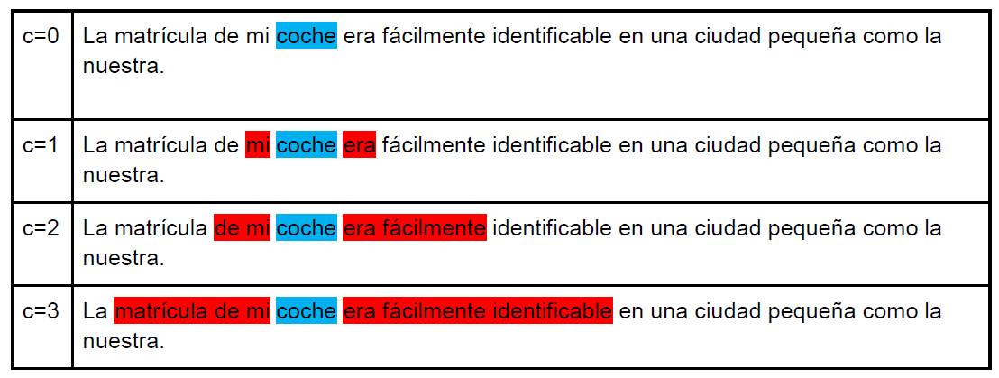 c=0 La matrícula de mi coche era fácilmente identificable en una ciudad pequeña como la
nuestra.
c=1 La matrícula de mi coche era fácilmente identificable en una ciudad pequeña como la
nuestra.
c=2 La matrícula de mi coche era fácilmente identificable en una ciudad pequeña como la
nuestra.
c=3 La matrícula de mi coche era fácilmente identificable en una ciudad pequeña como la
nuestra.